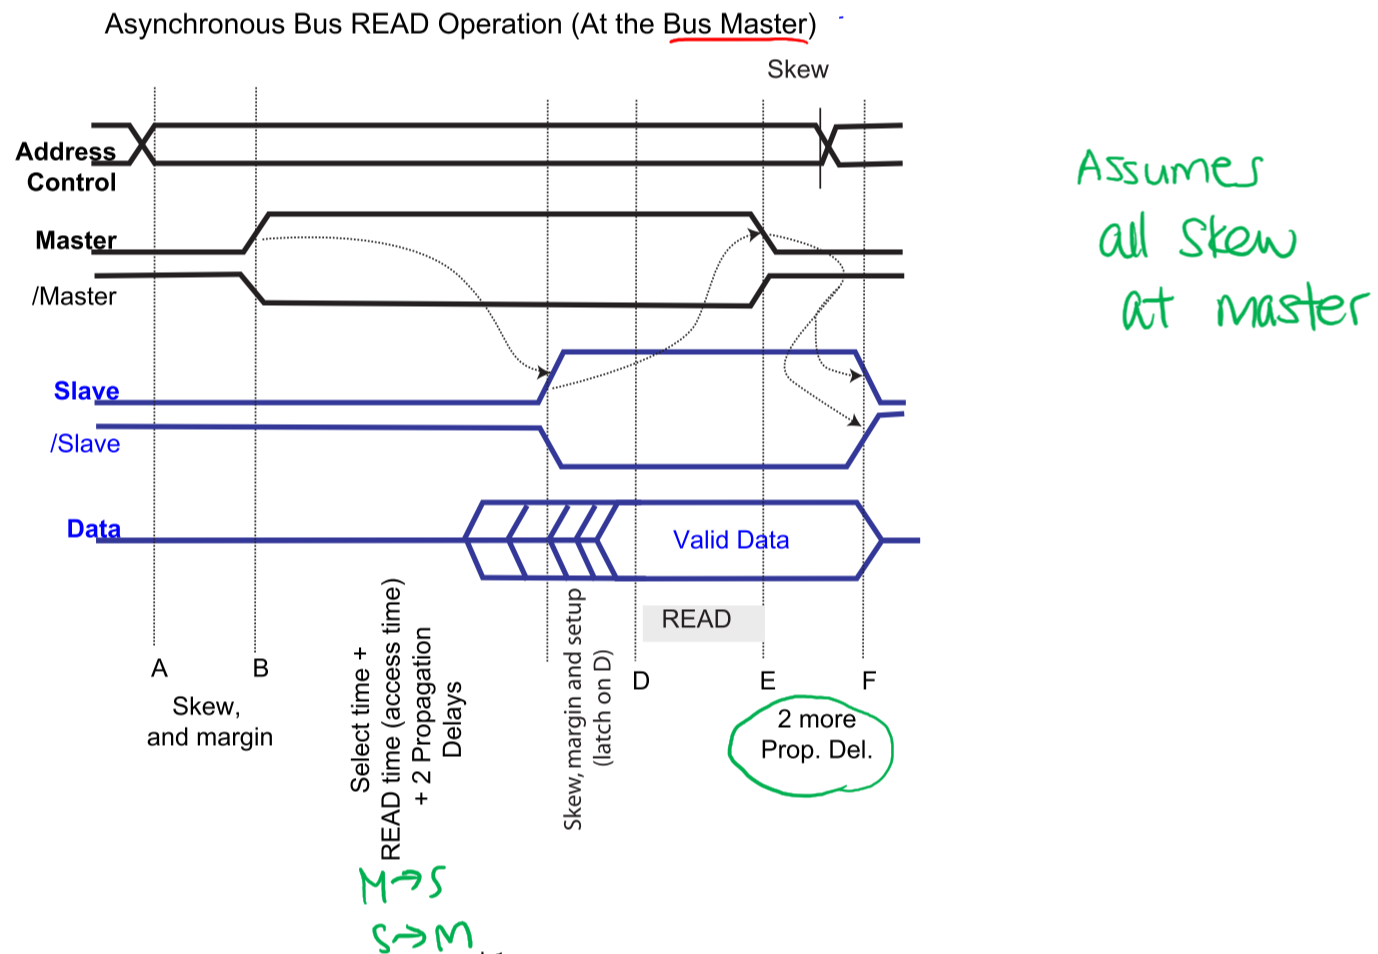 Asynchronous Bus READ Operation (At the Bus Master)
Skew
Address
Control
Assumes
all skew
at master
Master
/Master
Slave
/Slave
Data
Valid Data
READ
A
B
D
E
F
Skew,
and margin
Select time +
READ time (access time)
+ 2 Propagation
Delays
Skew, margin and setup
(latch on D)
2 more
Prop. Del.
M→S
S→M